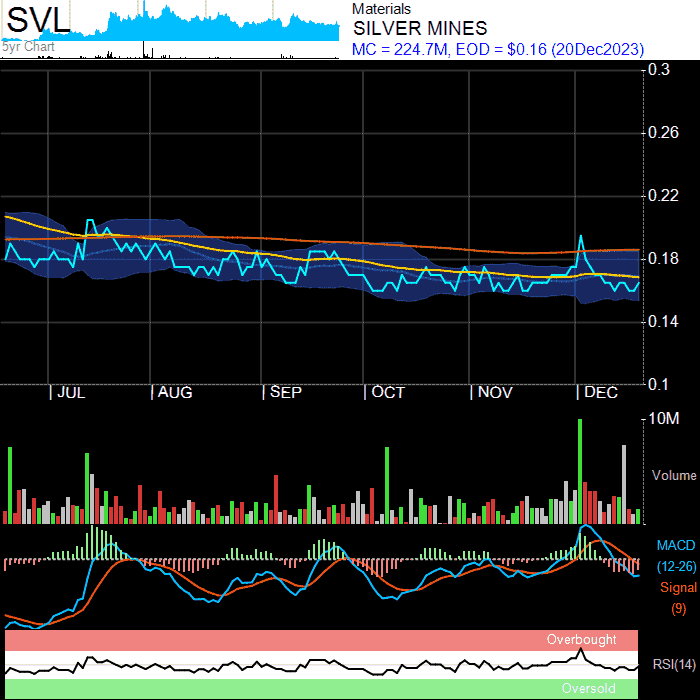 SVL
5yr Chart
Materials
SILVER MINES
MC = 224.7M, EOD = $0.16 (20Dec2023)
0.3
0.26
0.22
0.18
0.14
0.1
JUL AUG SEP OCT NOV DEC
10M
Volume
MACD
(12-26)
Signal
(9)
Overbought
RSI(14)
Oversold